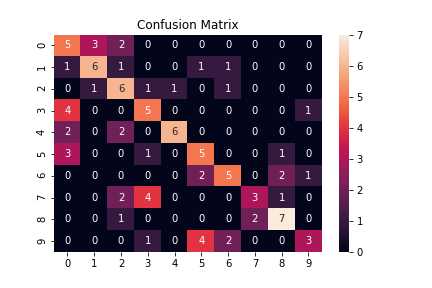 Confusion Matrix
0 5 3 2 0 0 0 0 0 0 0
1 1 6 1 0 0 1 1 0 0 0
2 0 1 6 1 1 0 1 0 0 0
3 4 0 0 5 0 0 0 0 0 1
4 2 0 2 0 6 0 0 0 0 0
5 3 0 0 1 0 5 0 0 1 0
6 0 0 0 0 0 2 5 0 2 1
7 0 0 2 4 0 0 0 3 1 0
8 0 0 1 0 0 0 0 2 7 0
9 0 0 0 1 0 4 2 0 0 3
0 1 2 3 4 5 6 7 8 9
7
6
5
4
3
2
1
0